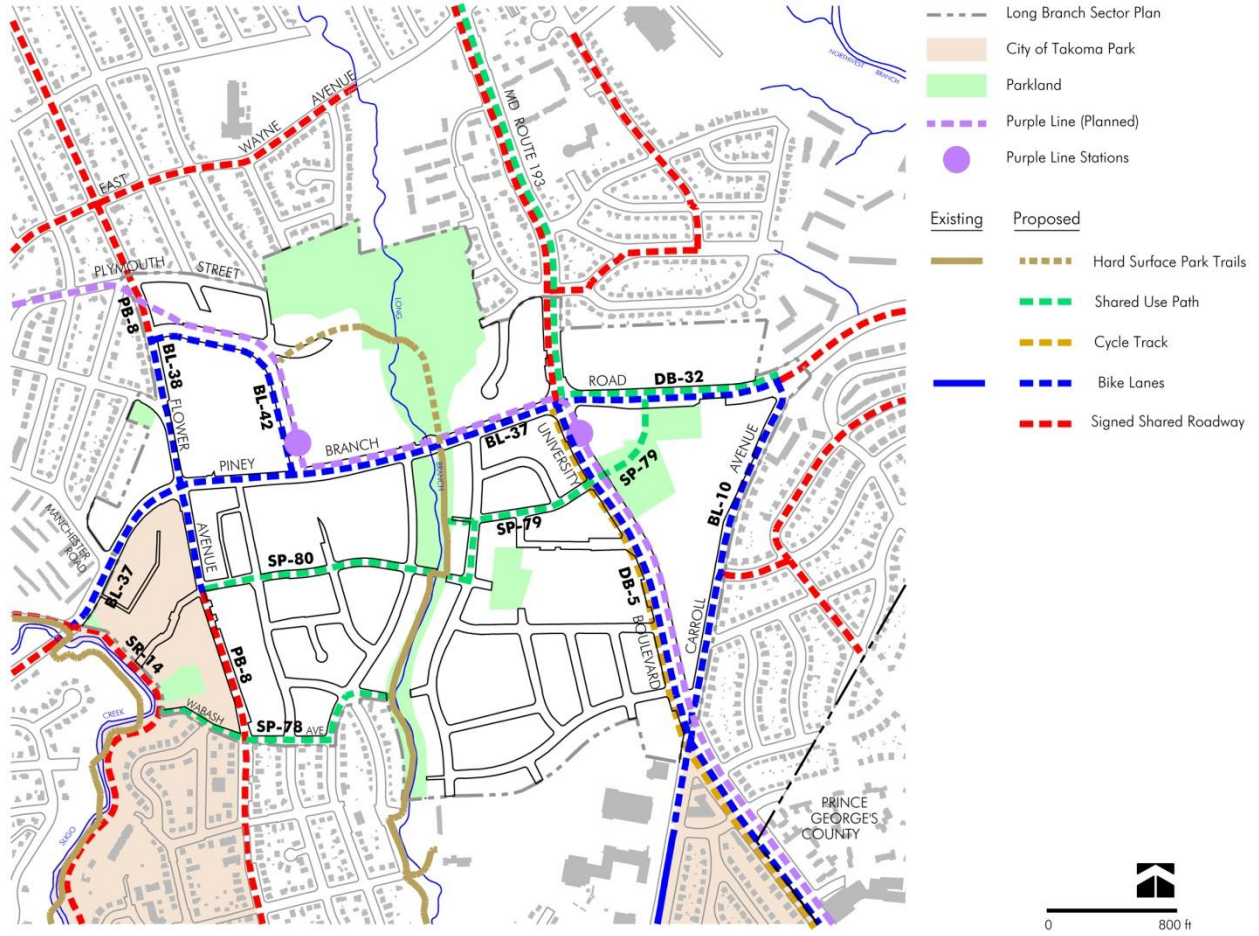 Long Branch Sector Plan
City of Takoma Park
Parkland
Purple Line (Planned)
Purple Line Stations
Existing
Proposed
Hard Surface Park Trails
Shared Use Path
Cycle Track
Bike Lanes
Signed Shared Roadway
NORTHWEST
BRANCH
MD ROUTE 193
EAST
WAYNE
AVENUE
PLYMOUTH
STREET
PB-8
LONG
BL-38
FLOWER
BL-42
ROAD
DB-32
BRANCH
BL-37
UNIVERSITY
PINEY
BRANCH
SP-79
AVENUE
BL-10
MANCHESTER
ROAD
AVENUE
SP-79
SP-80
BL-37
DB-5
BOULEVARD
CARROLL
SR-14
PB-8
WABASH
SP-78
AVE
CREEK
SLIGO
PRINCE
GEORGE'S
COUNTY
0
800 ft